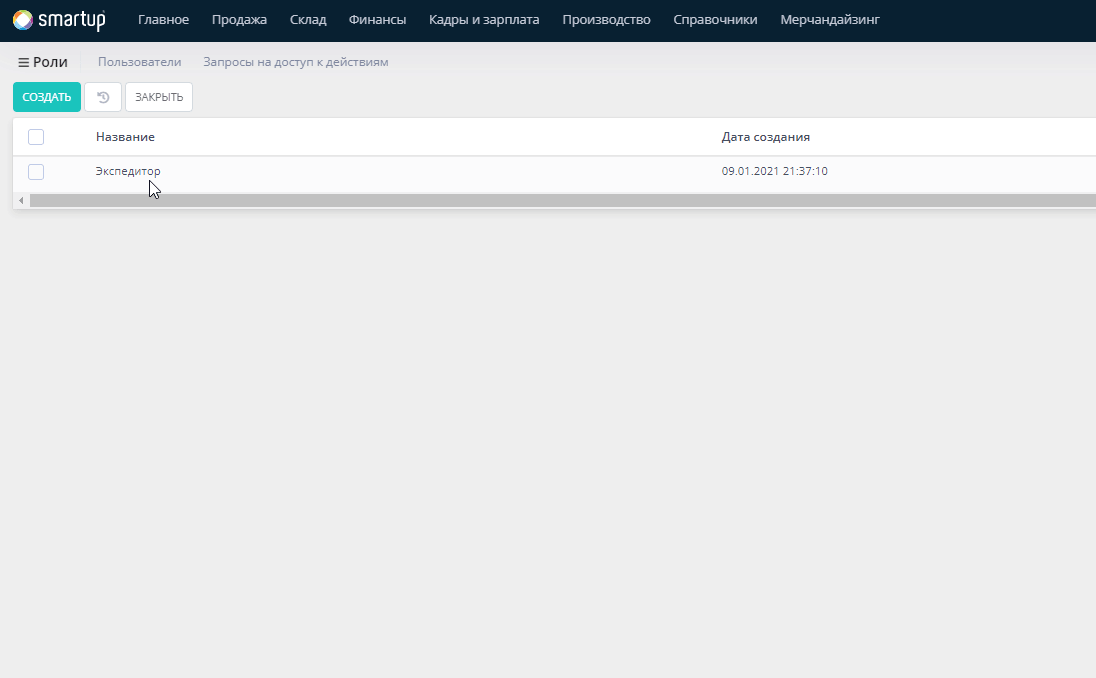 smartup Главное Продажа Склад Финансы Кадры и зарплата Производство Справочники Мерчандайзинг
Роли Пользователи Запросы на доступ к действиям
СОЗДАТЬ ЗАКРЫТЬ
Название Дата создания
Экспедитор 09.01.2021 21:37:10